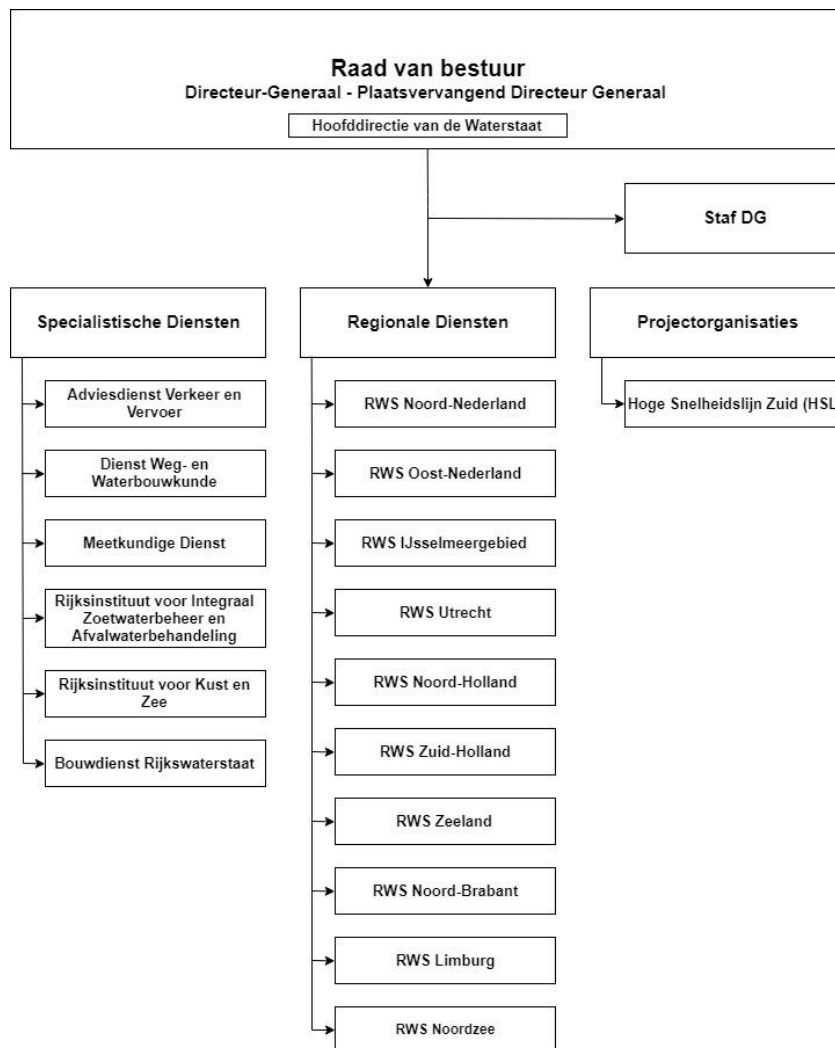 Raad van bestuur
Directeur-Generaal - Plaatsvervangend Directeur Generaal
Hoofddirectie van de Waterstaat
Staf DG
Specialistische Diensten
Adviesdienst Verkeer en
Vervoer
Dienst Weg- en
Waterbouwkunde
Meetkundige Dienst
Rijksinstituut voor Integraal
Zoetwaterbeheer en
Afvalwaterbehandeling
Rijksinstituut voor Kust en
Zee
Bouwdienst Rijkswaterstaat
Regionale Diensten
RWS Noord-Nederland
RWS Oost-Nederland
RWS IJsselmeergebied
RWS Utrecht
RWS Noord-Holland
RWS Zuid-Holland
RWS Zeeland
RWS Noord-Brabant
RWS Limburg
RWS Noordzee
Projectorganisaties
Hoge Snelheidslijn Zuid (HSL